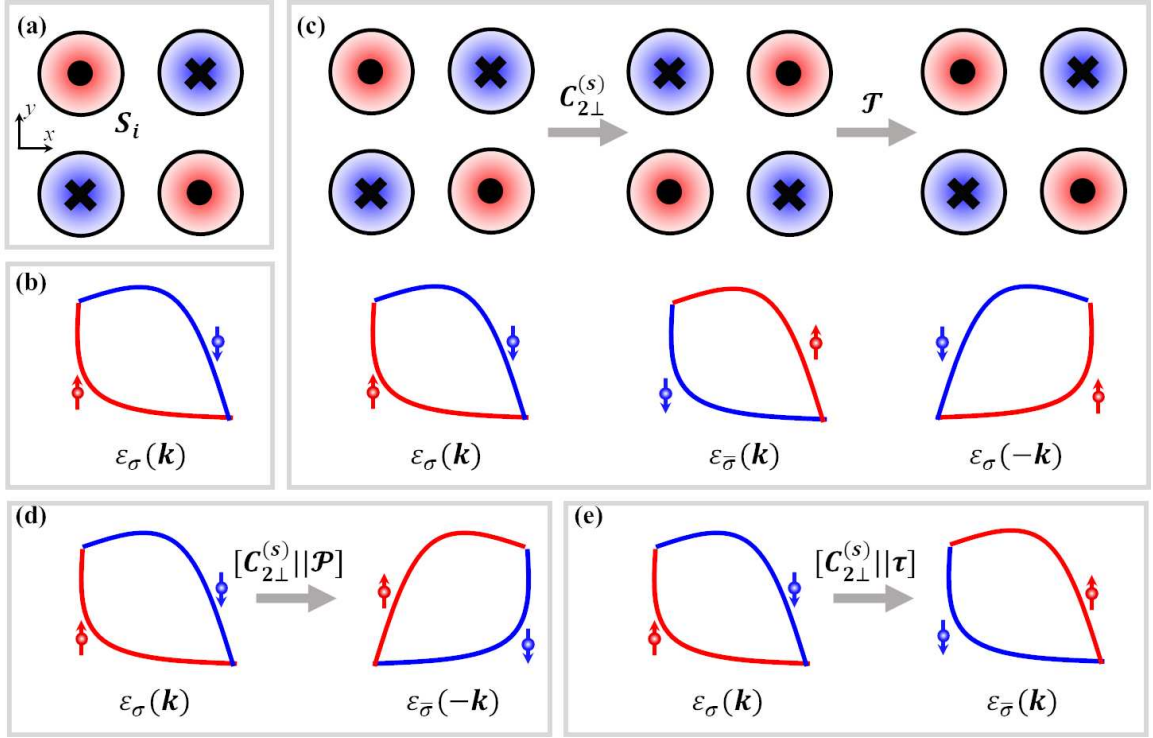 (a)
y
x
S_i
(b)
ε_σ(k)
(c)
C_{2⊥}^{(s)}
𝒯
ε_σ(k)
ε_σ̄(k)
ε_σ(−k)
(d)
[C_{2⊥}^{(s)}||𝒫]
ε_σ(k)
ε_σ̄(−k)
(e)
[C_{2⊥}^{(s)}||τ]
ε_σ(k)
ε_σ̄(k)